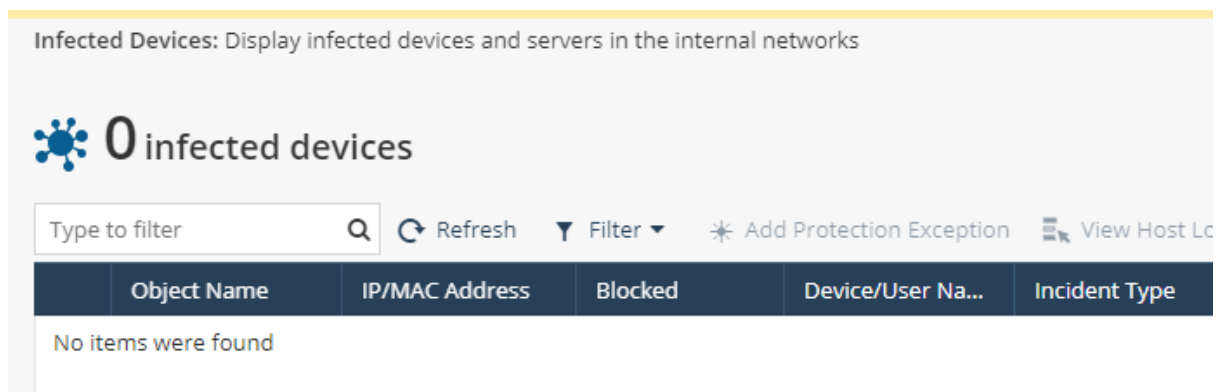 Infected Devices: Display infected devices and servers in the internal networks
0 infected devices
Type to filter Refresh Filter Add Protection Exception View Host Lo
Object Name IP/MAC Address Blocked Device/User Na... Incident Type
No items were found